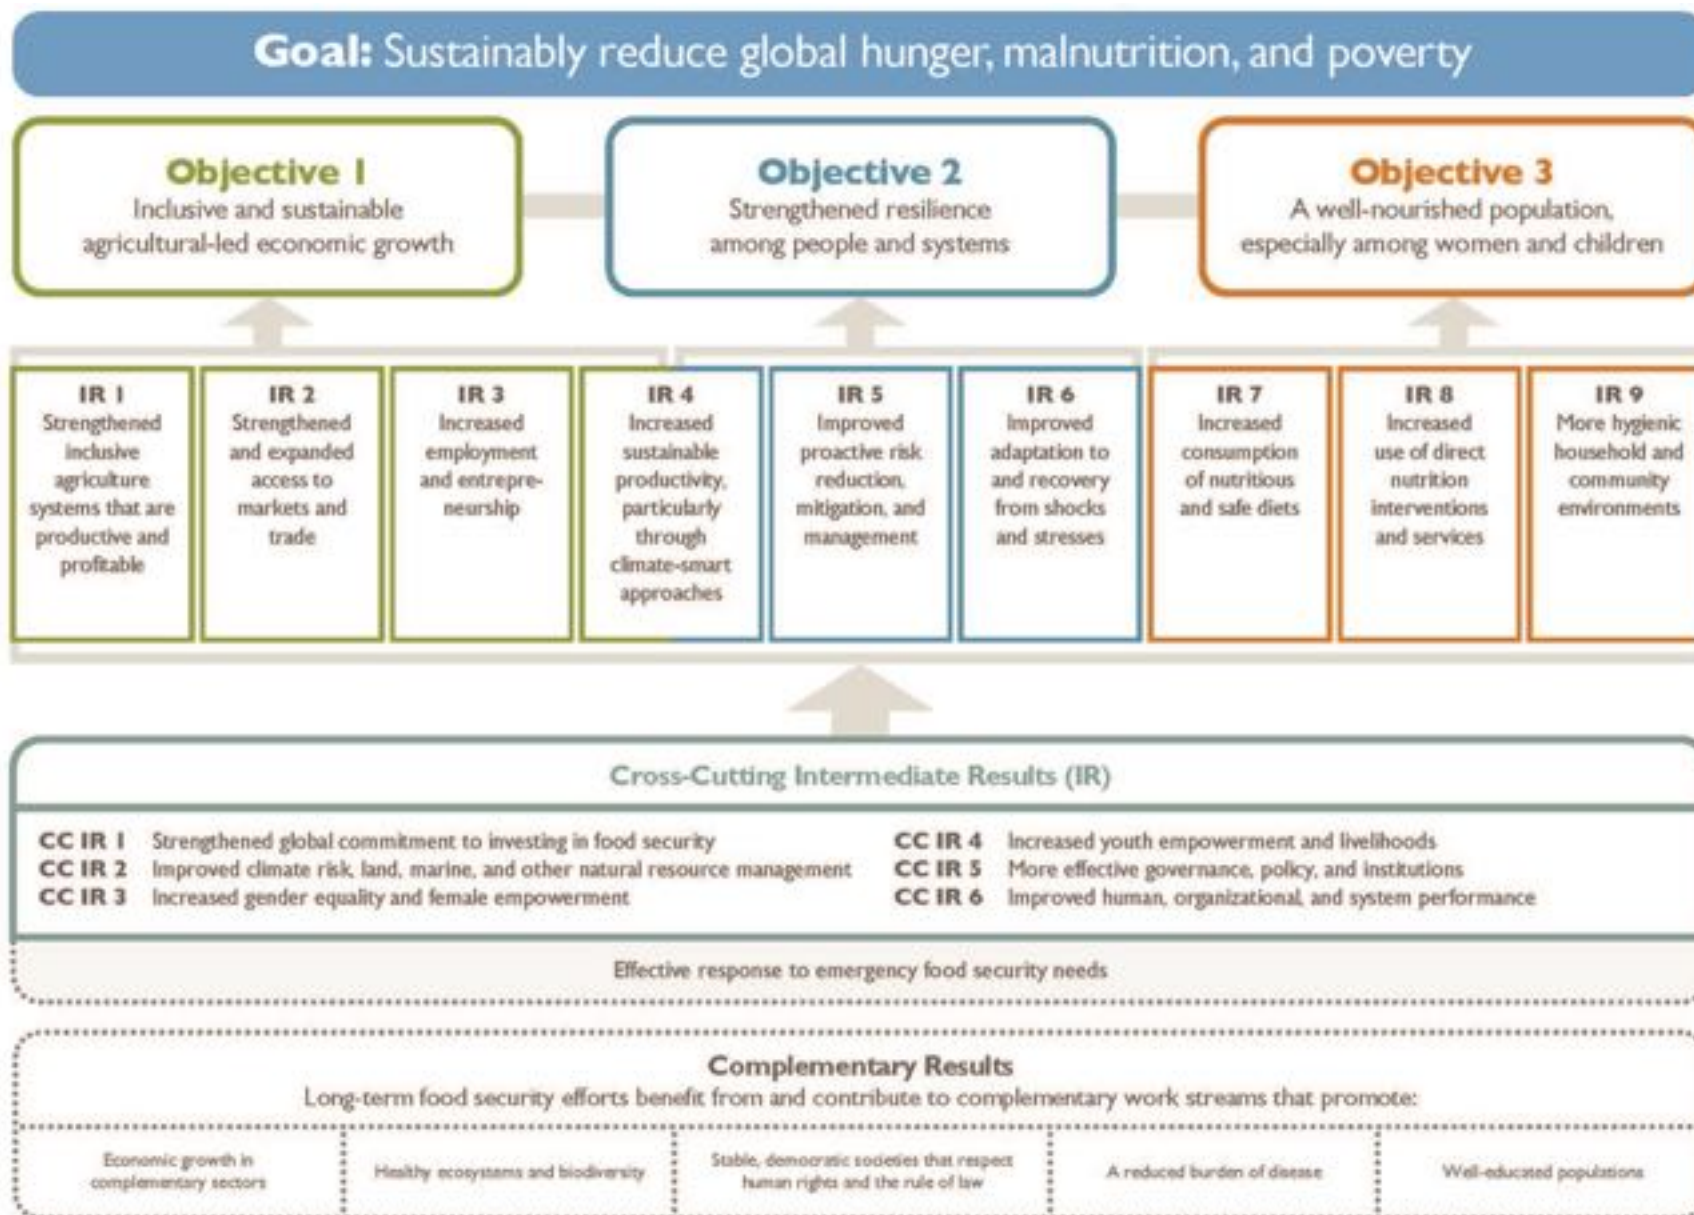 Goal: Sustainably reduce global hunger, malnutrition, and poverty
Objective 1
Inclusive and sustainable
agricultural-led economic growth
Objective 2
Strengthened resilience
among people and systems
Objective 3
A well-nourished population,
especially among women and children
IR 1
Strengthened
inclusive
agriculture
systems that are
productive and
profitable
IR 2
Strengthened
and expanded
access to
markets and
trade
IR 3
Increased
employment
and entrepre-
neurship
IR 4
Increased
sustainable
productivity,
particularly
through
climate-smart
approaches
IR 5
Improved
proactive risk
reduction,
mitigation, and
management
IR 6
Improved
adaptation to
and recovery
from shocks
and stresses
IR 7
Increased
consumption
of nutritious
and safe diets
IR 8
Increased
use of direct
nutrition
interventions
and services
IR 9
More hygienic
household and
community
environments
Cross-Cutting Intermediate Results (IR)
CC IR 1 Strengthened global commitment to investing in food security
CC IR 2 Improved climate risk, land, marine, and other natural resource management
CC IR 3 Increased gender equality and female empowerment
CC IR 4 Increased youth empowerment and livelihoods
CC IR 5 More effective governance, policy, and institutions
CC IR 6 Improved human, organizational, and system performance
Effective response to emergency food security needs
Complementary Results
Long-term food security efforts benefit from and contribute to complementary work streams that promote:
Economic growth in
complementary sectors
Healthy ecosystems and biodiversity
Stable, democratic societies that respect
human rights and the rule of law
A reduced burden of disease
Well-educated populations